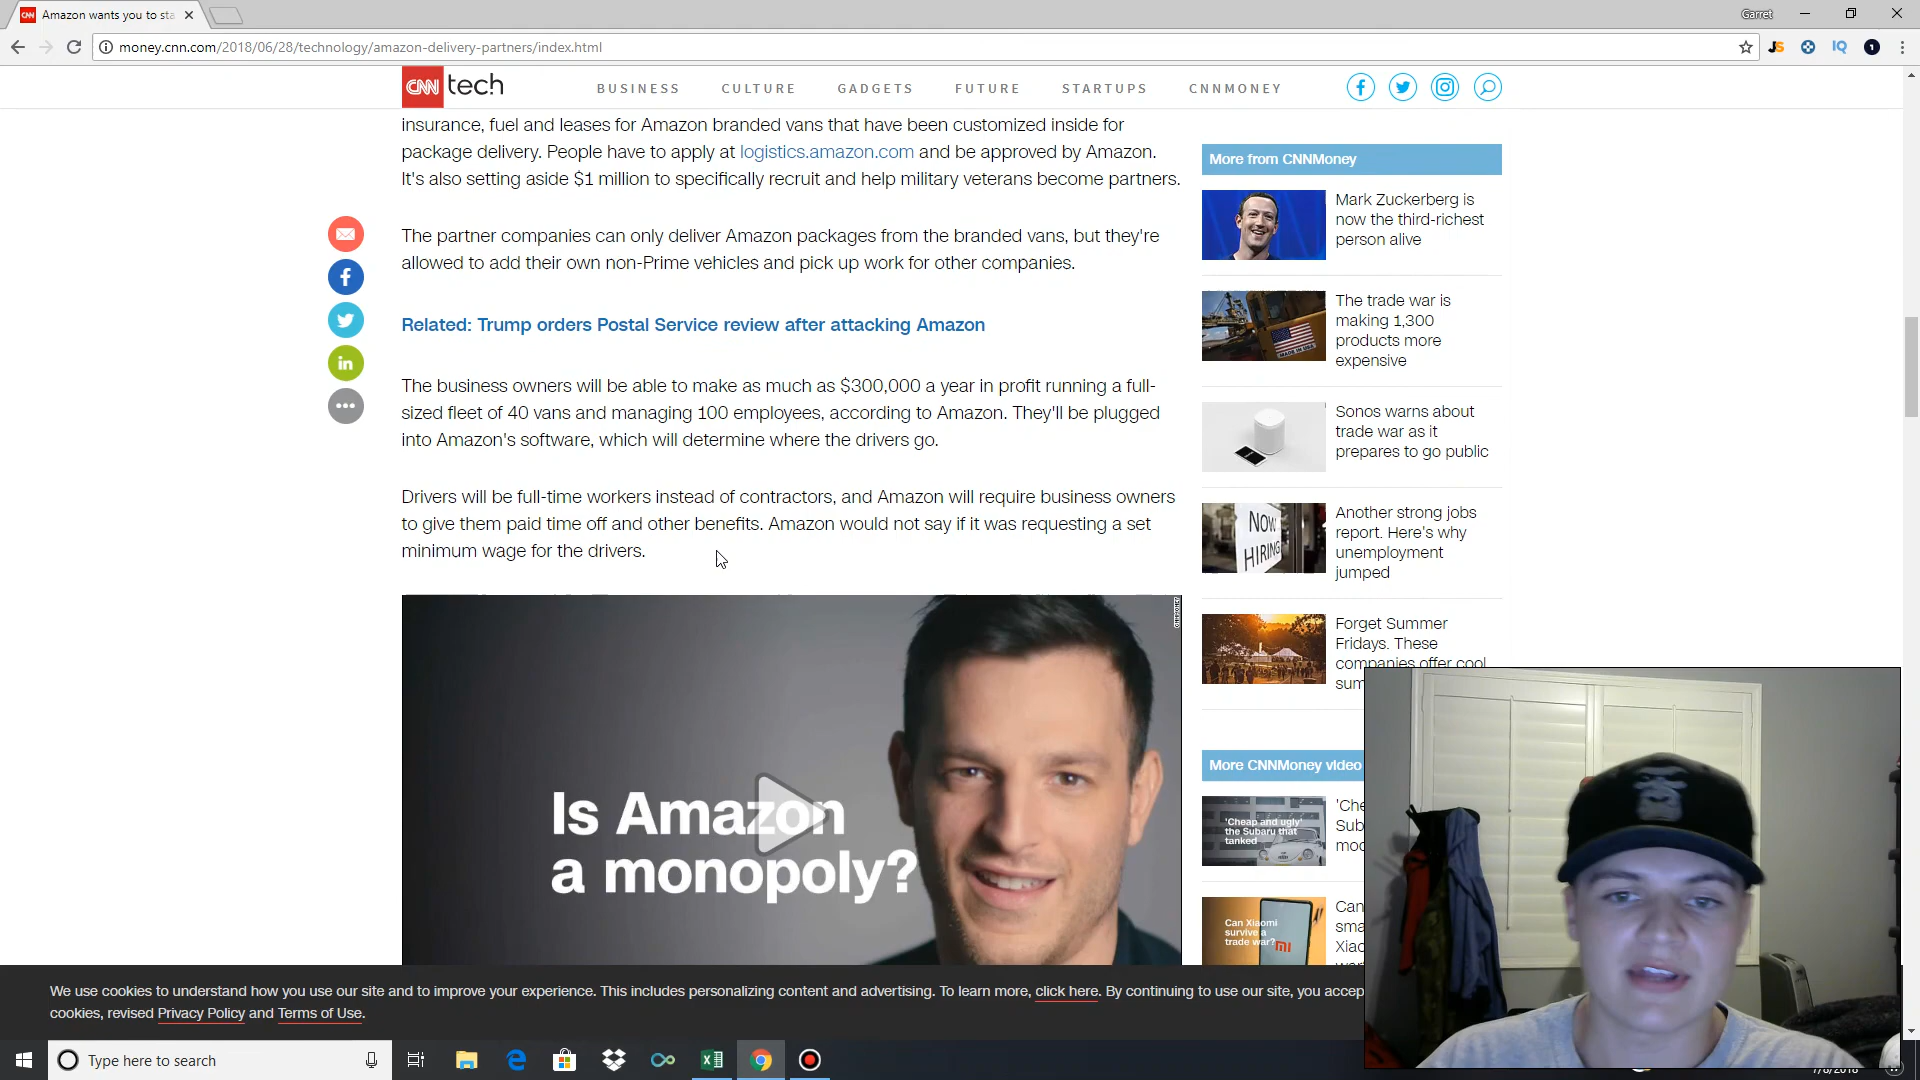 Amazon wants you to sta
Garret
money.cnn.com/2018/06/28/technology/amazon-delivery-partners/index.html
JS
IQ
1
CNN tech
BUSINESS
CULTURE
GADGETS
FUTURE
STARTUPS
CNNMONEY
insurance, fuel and leases for Amazon branded vans that have been customized inside for
package delivery. People have to apply at logistics.amazon.com and be approved by Amazon.
It's also setting aside $1 million to specifically recruit and help military veterans become partners.
The partner companies can only deliver Amazon packages from the branded vans, but they're
allowed to add their own non-Prime vehicles and pick up work for other companies.
Related: Trump orders Postal Service review after attacking Amazon
The business owners will be able to make as much as $300,000 a year in profit running a full-
sized fleet of 40 vans and managing 100 employees, according to Amazon. They'll be plugged
into Amazon's software, which will determine where the drivers go.
Drivers will be full-time workers instead of contractors, and Amazon will require business owners
to give them paid time off and other benefits. Amazon would not say if it was requesting a set
minimum wage for the drivers.
Is Amazon
a monopoly?
More from CNNMoney
Mark Zuckerberg is
now the third-richest
person alive
The trade war is
making 1,300
products more
expensive
Sonos warns about
trade war as it
prepares to go public
NOW
HIRING
Another strong jobs
report. Here's why
unemployment
jumped
Forget Summer
Fridays. These
companies offer cool
sum
More CNNMoney video
'Cheap and ugly'
the Subaru that
tanked
'Che
Sub
mod
Can Xiaomi
survive a
trade war?
Can
sma
Xiao
We use cookies to understand how you use our site and to improve your experience. This includes personalizing content and advertising. To learn more, click here. By continuing to use our site, you accep
cookies, revised Privacy Policy and Terms of Use.
Type here to search